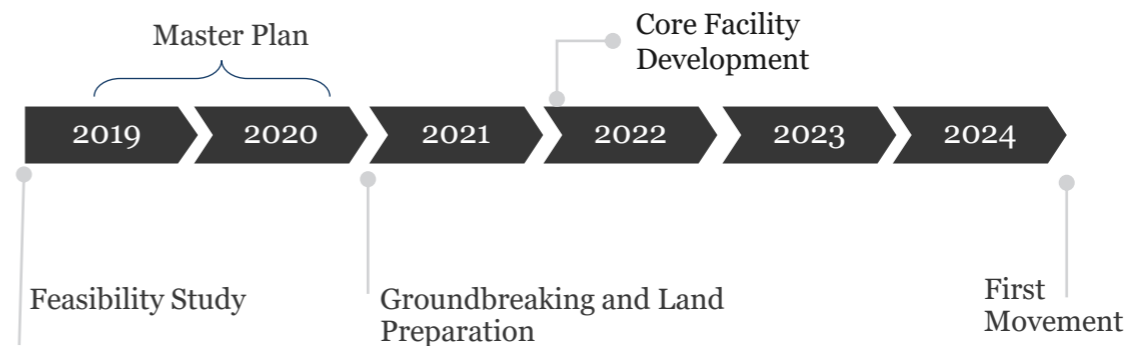 Master Plan
Core Facility
Development
2019
2020
2021
2022
2023
2024
Feasibility Study
Groundbreaking and Land
Preparation
First
Movement